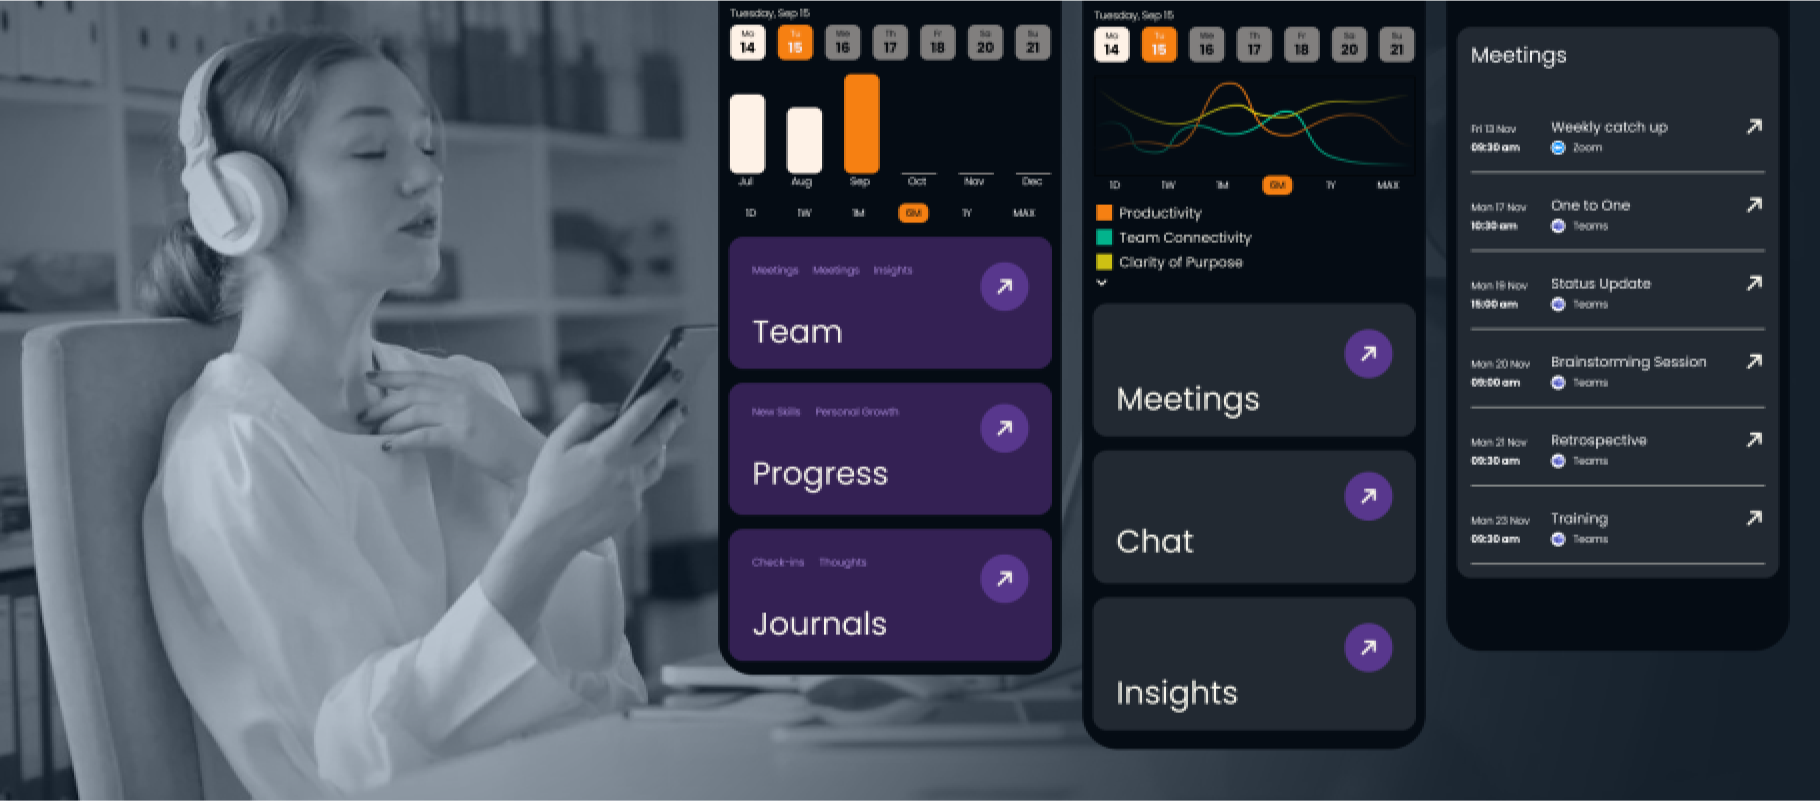 Tuesday, Sep 15
Mo Tu We Th Fr Sa Su
14 15 16 17 18 20 21
Jul Aug Sep Oct Nov Dec
1D 1W 1M 6M 1Y MAX
Meetings Meetings Insights
Team
New Skills Personal Growth
Progress
Check-ins Thoughts
Journals
Tuesday, Sep 15
Mo Tu We Th Fr Sa Su
14 15 16 17 18 20 21
1D 1W 1M 6M 1Y MAX
Productivity
Team Connectivity
Clarity of Purpose
Meetings
Chat
Insights
Meetings
Fri 13 Nov Weekly catch up
09:30 am Zoom
Mon 17 Nov One to One
10:30 am Teams
Mon 19 Nov Status Update
15:00 am Teams
Mon 20 Nov Brainstorming Session
09:00 am Teams
Mon 21 Nov Retrospective
09:30 am Teams
Mon 23 Nov Training
09:30 am Teams